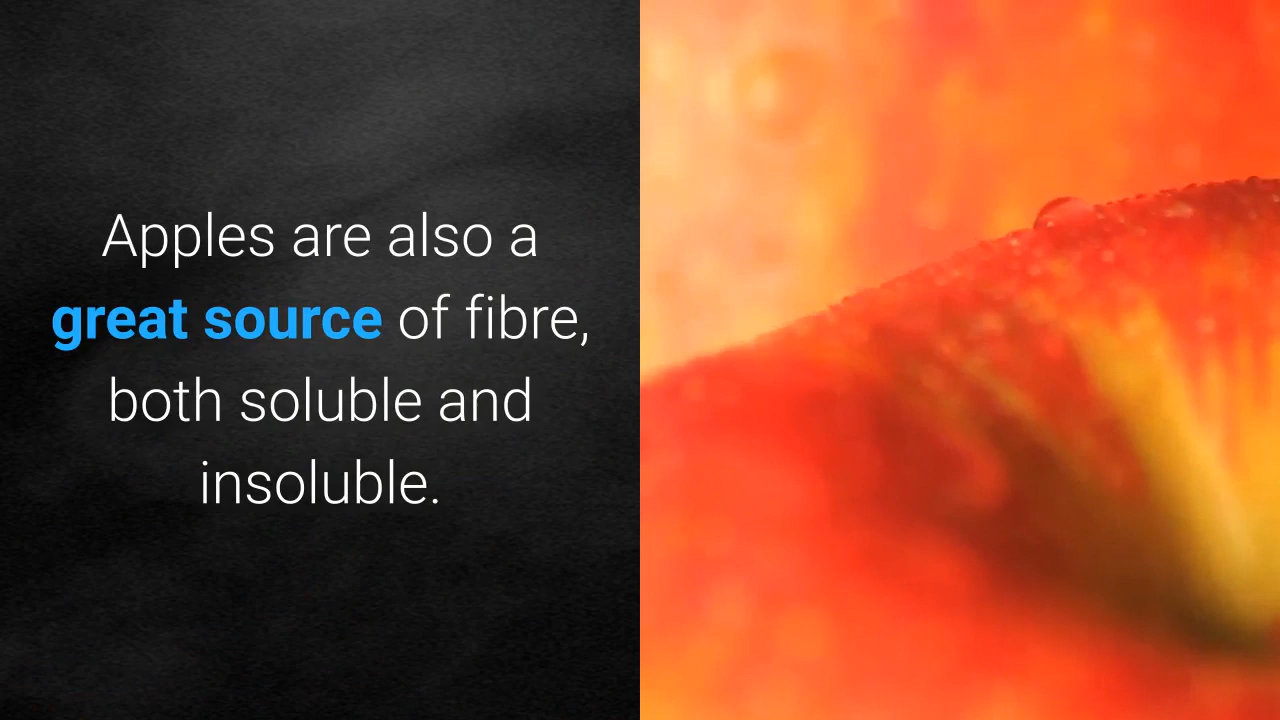 Apples are also a
great source of fibre,
both soluble and
insoluble.